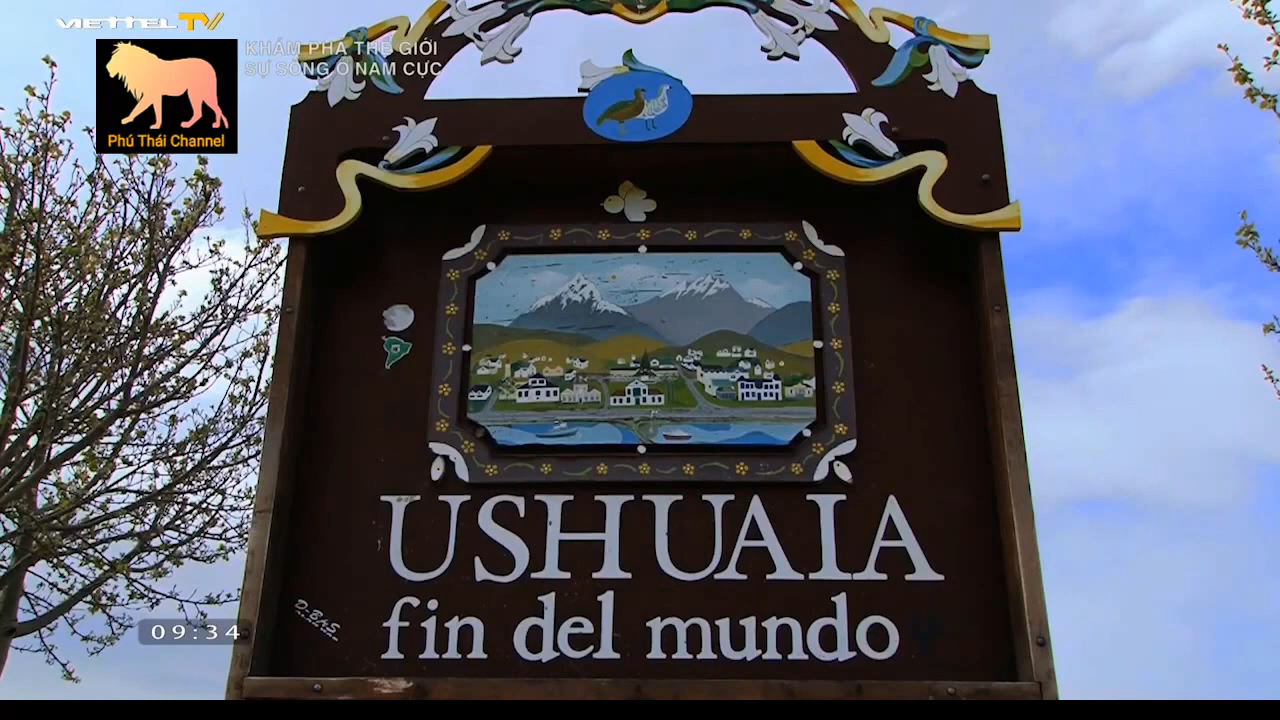 VIETTEL TV
KHÁM PHÁ THẾ GIỚI
SỰ SỐNG Ở NAM CỰC
Phú Thái Channel
USHUAIA
fin del mundo
09:34